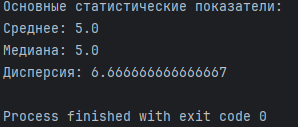 Основные статистические показатели:
Среднее: 5.0
Медиана: 5.0
Дисперсия: 6.666666666666667
Process finished with exit code 0